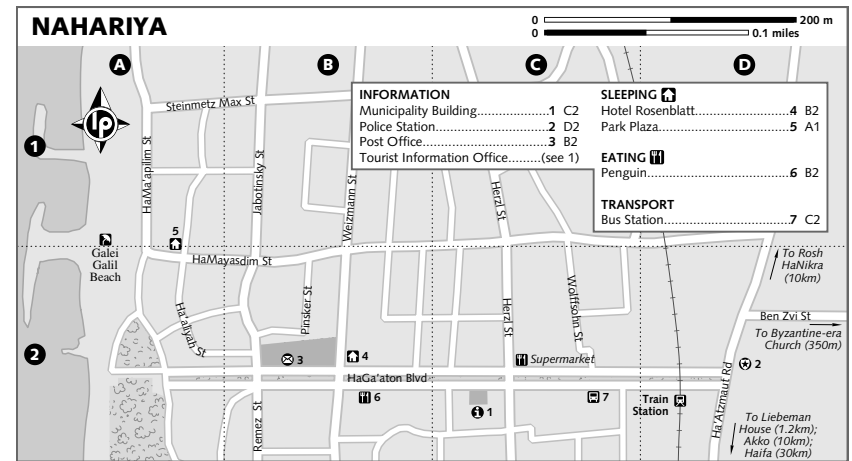 NAHARIYA
0 200 m
0 0.1 miles
A B C D
1
2
lp
INFORMATION
Municipality Building 1 C2
Police Station 2 D2
Post Office 3 B2
Tourist Information Office (see 1)
SLEEPING
Hotel Rosenblatt 4 B2
Park Plaza 5 A1
EATING
Penguin 6 B2
TRANSPORT
Bus Station 7 C2
Steinmetz Max St
HaMa'apilim St
Jabotinsky St
Weizmann St
Herzl St
5
Galei
Galil
Beach
HaMayasdim St
Ha'aliyah St
Pinsker St
Herzl St
Wolffsohn St
To Rosh
HaNikra
(10km)
Ben Zvi St
To Byzantine-era
Church (350m)
3
4
Supermarket
2
HaGa'aton Blvd
Remez St
6
1
7
Train
Station
Ha'Atzmaut Rd
To Liebeman
House (1.2km);
Akko (10km);
Haifa (30km)